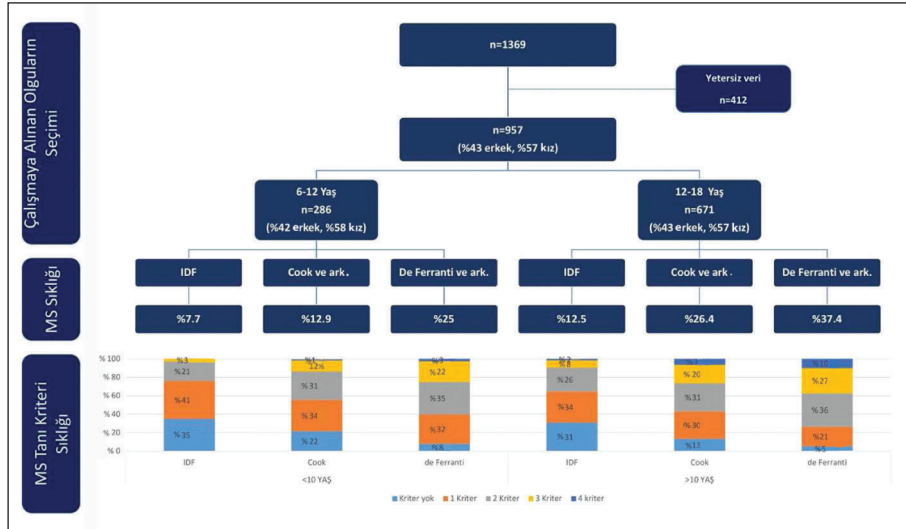 Çalışmaya Alınan Olguların
Seçimi
n=1369
Yetersiz veri
n=412
n=957
(%43 erkek, %57 kız)
6-12 Yaş
n=286
(%42 erkek, %58 kız)
12-18 Yaş
n=671
(%43 erkek, %57 kız)
MS Sıklığı
IDF
Cook ve ark.
De Ferranti ve ark.
IDF
Cook ve ark.
De Ferranti ve ark.
%7.7
%12.9
%25
%12.5
%26.4
%37.4
MS Tanı Kriteri
Sıklığı
% 100
% 80
% 60
% 40
% 20
% 0
%3
%21
%41
%35
%1
12%
%31
%34
%22
%3
%22
%35
%32
%2
%8
%26
%34
%31
%20
%31
%30
%10
%27
%36
%21
%5
IDF
Cook
de Ferranti
IDF
Cook
de Ferranti
<10 YAŞ
>10 YAŞ
Kriter yok
1 Kriter
2 Kriter
3 Kriter
4 kriter